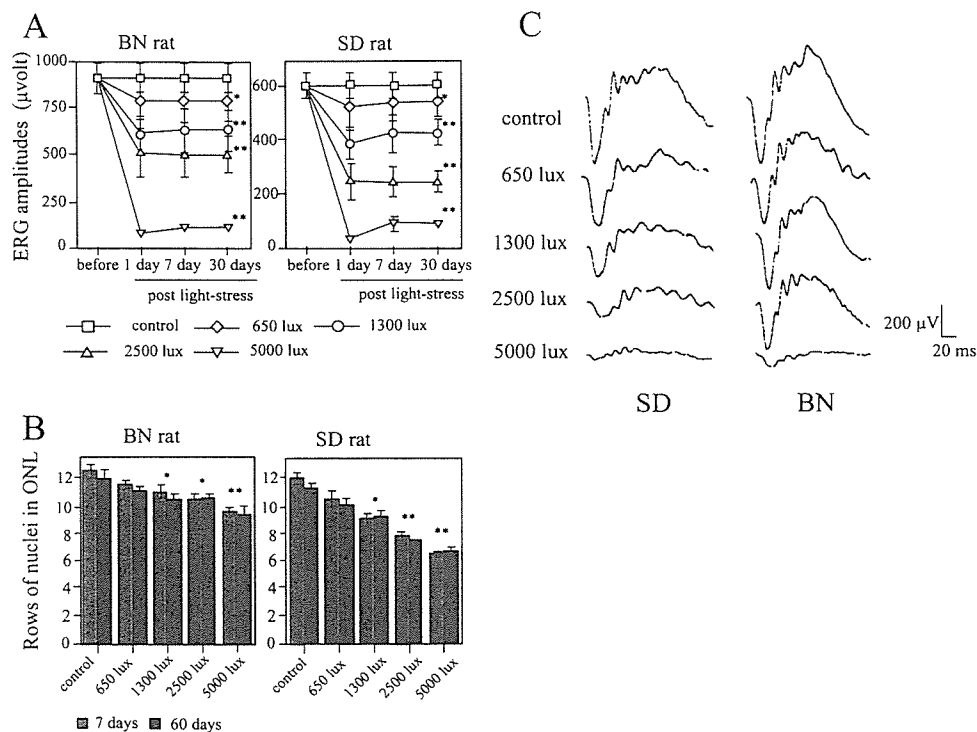 A
BN rat
SD rat
ERG amplitudes (µvolt)
1000
750
500
250
0
600
400
200
0
*
**
**
**
*
**
**
**
before 1 day 7 day 30 days
before 1 day 7 day 30 days
post light-stress
post light-stress
control 650 lux 1300 lux
2500 lux 5000 lux
B
BN rat
SD rat
Rows of nuclei in ONL
12
10
8
6
4
2
0
12
10
8
6
4
2
0
* * **
* ** **
control 650 lux 1300 lux 2500 lux 5000 lux
control 650 lux 1300 lux 2500 lux 5000 lux
7 days 60 days
C
control
650 lux
1300 lux
2500 lux
5000 lux
200 µV
20 ms
SD BN